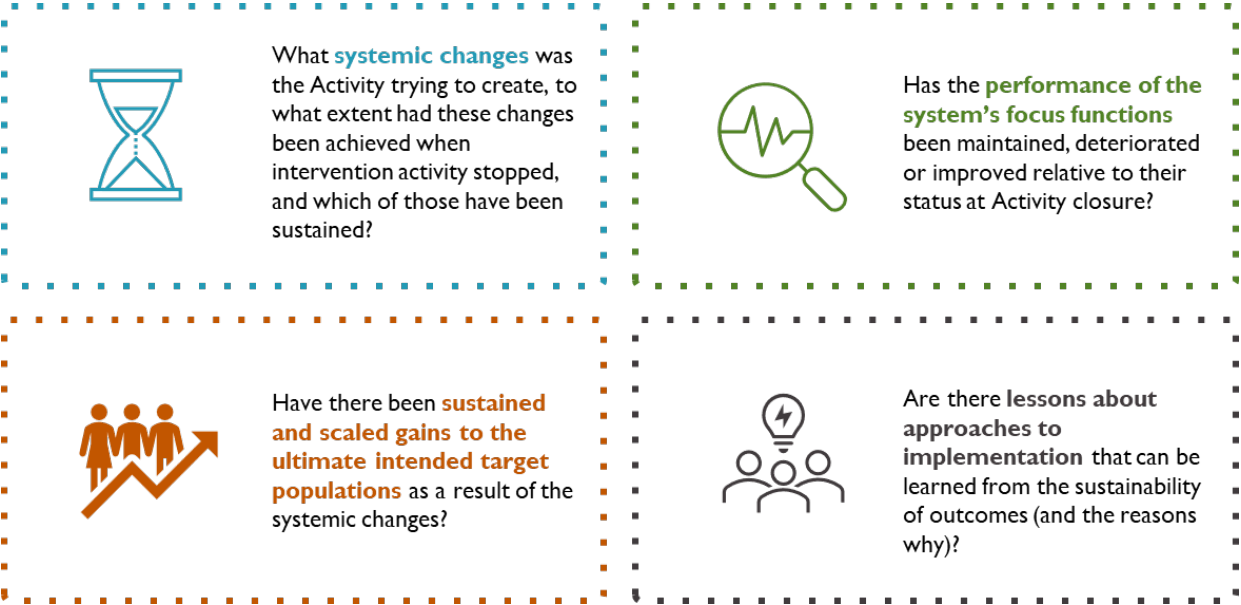 What systemic changes was
the Activity trying to create, to
what extent had these changes
been achieved when
intervention activity stopped,
and which of those have been
sustained?
Has the performance of the
system's focus functions
been maintained, deteriorated
or improved relative to their
status at Activity closure?
Have there been sustained
and scaled gains to the
ultimate intended target
populations as a result of the
systemic changes?
Are there lessons about
approaches to
implementation that can be
learned from the sustainability
of outcomes (and the reasons
why)?